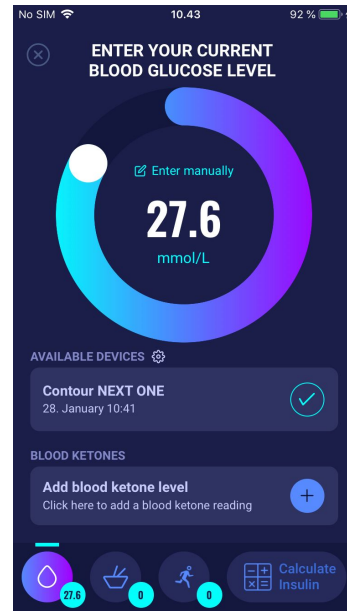 No SIM 10.43 92 %
ENTER YOUR CURRENT
BLOOD GLUCOSE LEVEL
Enter manually
27.6
mmol/L
AVAILABLE DEVICES
Contour NEXT ONE
28. January 10:41
BLOOD KETONES
Add blood ketone level
Click here to add a blood ketone reading
27.6 0 0 Calculate
Insulin